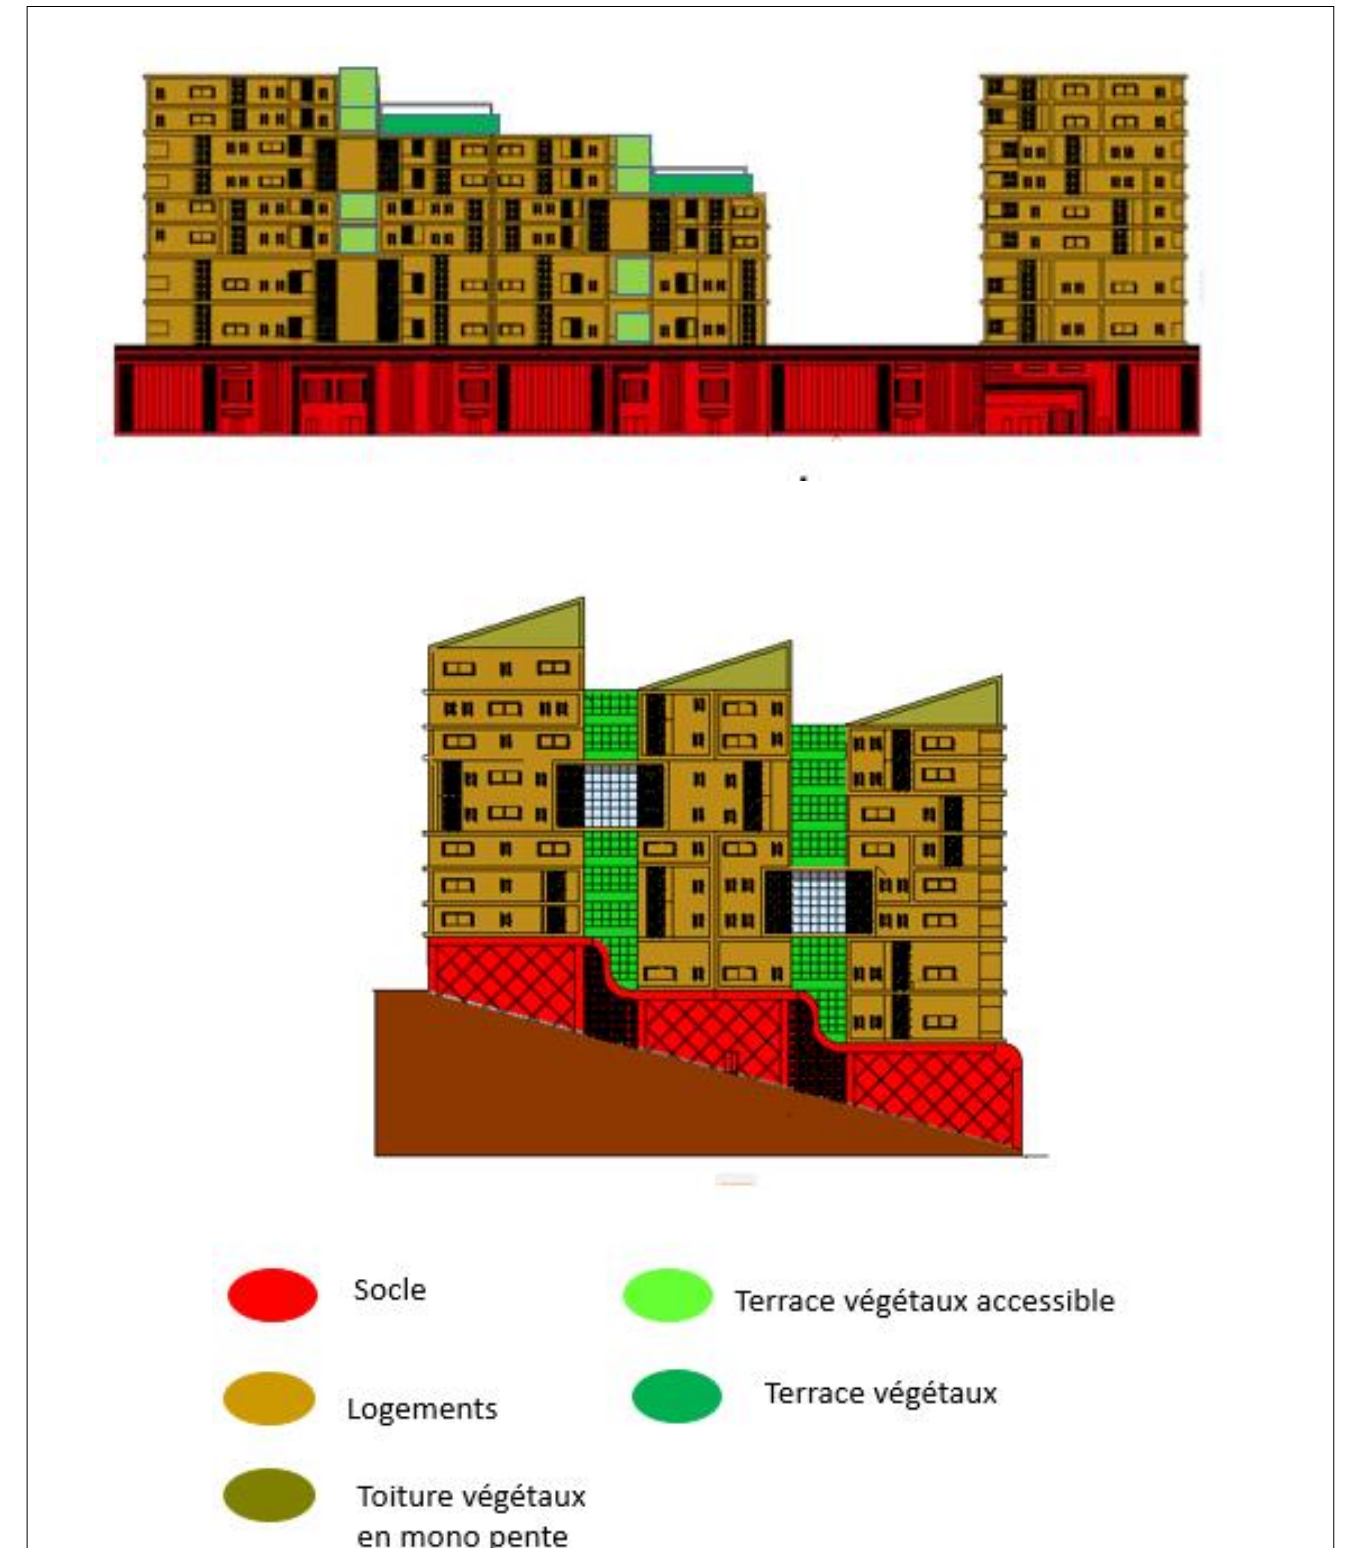 Socle
Terrace végétaux accessible
Logements
Terrace végétaux
Toiture végétaux
en mono pente